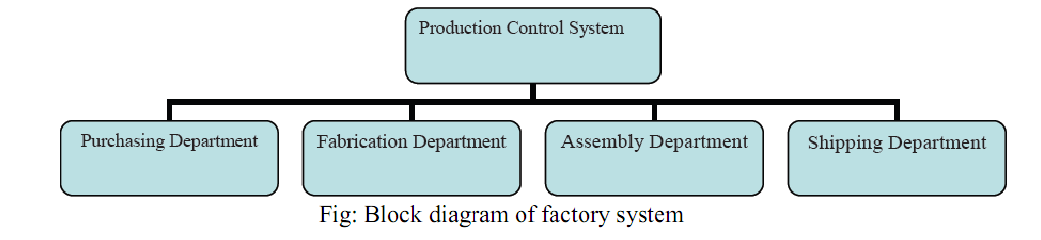 Production Control System
Purchasing Department
Fabrication Department
Assembly Department
Shipping Department
Fig: Block diagram of factory system